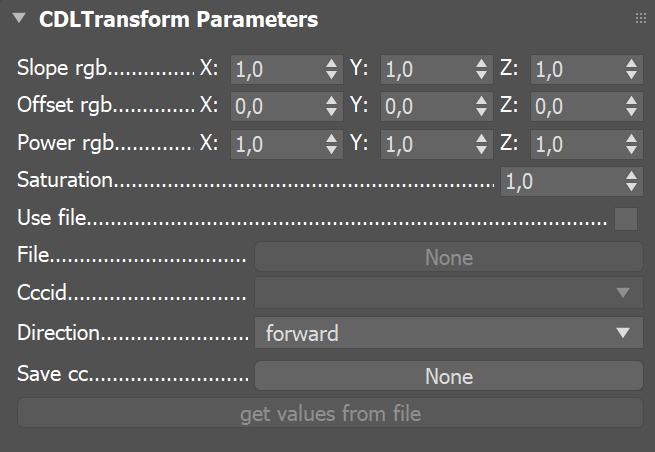 CDLTransform Parameters
Slope rgb............... X: 1,0 Y: 1,0 Z: 1,0
Offset rgb.............. X: 0,0 Y: 0,0 Z: 0,0
Power rgb.............. X: 1,0 Y: 1,0 Z: 1,0
Saturation................................................................ 1,0
Use file......................................................................................
File.................................. None
Cccid...............................
Direction.......................... forward
Save cc............................ None
get values from file